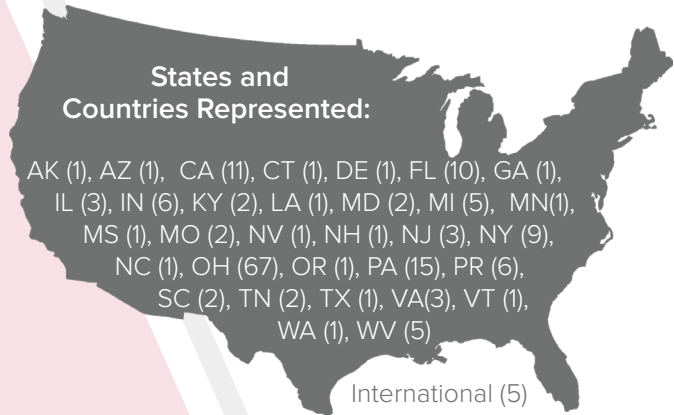 States and
Countries Represented:
AK (1), AZ (1), CA (11), CT (1), DE (1), FL (10), GA (1),
IL (3), IN (6), KY (2), LA (1), MD (2), MI (5), MN(1),
MS (1), MO (2), NV (1), NH (1), NJ (3), NY (9),
NC (1), OH (67), OR (1), PA (15), PR (6),
SC (2), TN (2), TX (1), VA(3), VT (1),
WA (1), WV (5)
International (5)